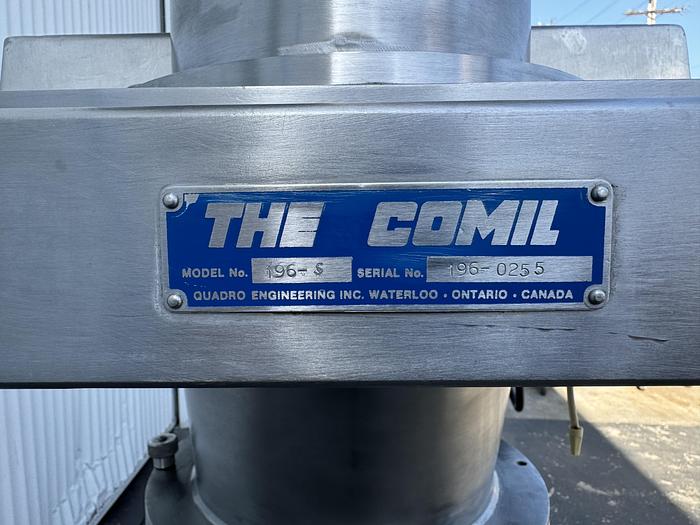 THE COMIL
MODEL No. 196-S SERIAL No. 196-0255
QUADRO ENGINEERING INC. WATERLOO • ONTARIO • CANADA